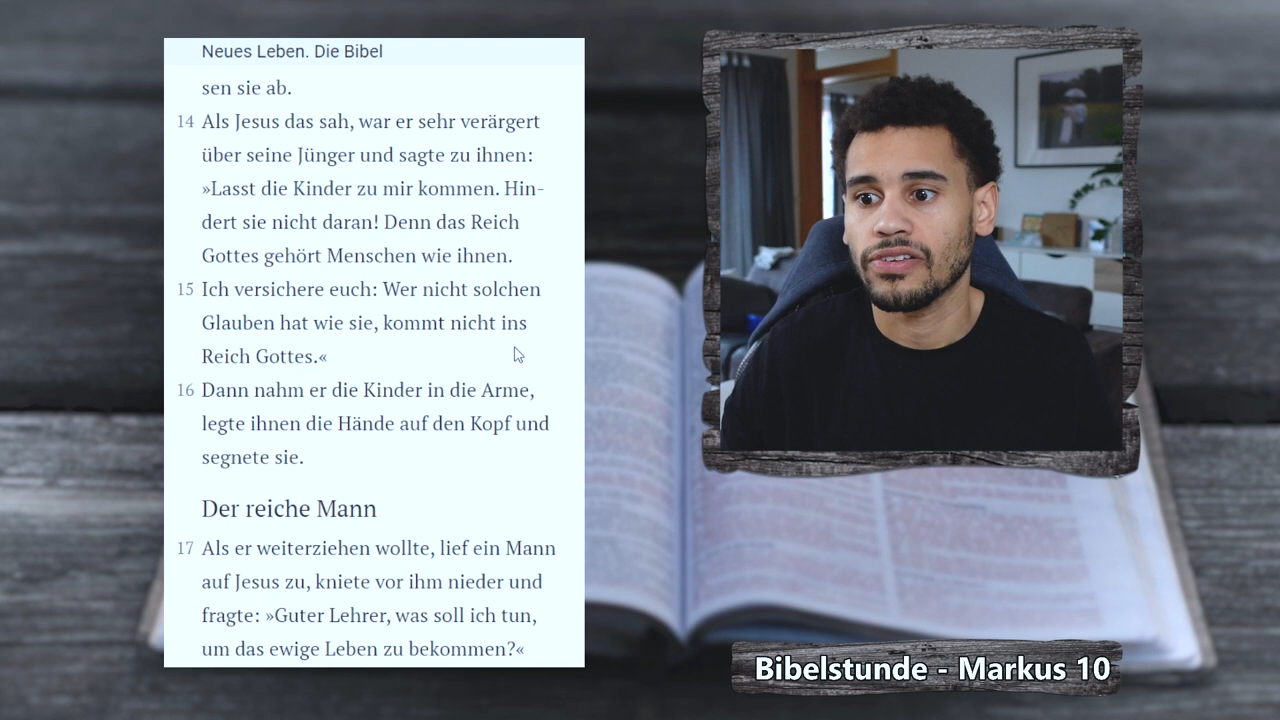 Neues Leben. Die Bibel
sen sie ab.
14 Als Jesus das sah, war er sehr verärgert
über seine Jünger und sagte zu ihnen:
»Lasst die Kinder zu mir kommen. Hin-
dert sie nicht daran! Denn das Reich
Gottes gehört Menschen wie ihnen.
15 Ich versichere euch: Wer nicht solchen
Glauben hat wie sie, kommt nicht ins
Reich Gottes.«
16 Dann nahm er die Kinder in die Arme,
legte ihnen die Hände auf den Kopf und
segnete sie.
Der reiche Mann
17 Als er weiterziehen wollte, lief ein Mann
auf Jesus zu, kniete vor ihm nieder und
fragte: »Guter Lehrer, was soll ich tun,
um das ewige Leben zu bekommen?«
Bibelstunde - Markus 10